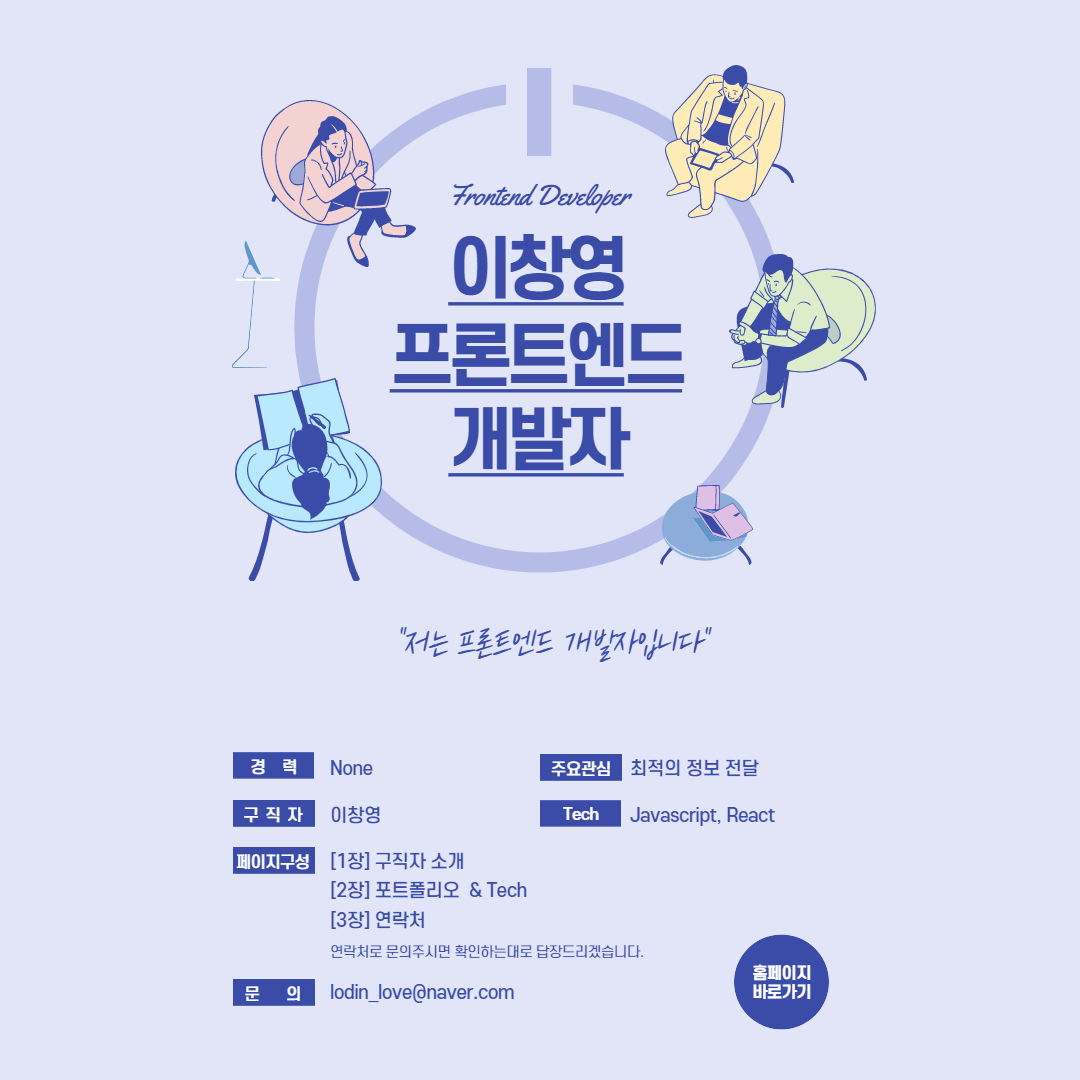 Frontend Developer
이창영
프론트엔드
개발자
"저는 프론트엔드 개발자입니다"
경 력 None
주요관심 최적의 정보 전달
구 직 자 이창영
Tech Javascript, React
페이지구성 [1장] 구직자 소개
[2장] 포트폴리오 & Tech
[3장] 연락처
연락처로 문의주시면 확인하는대로 답장드리겠습니다.
문 의 lodin_love@naver.com
홈페이지
바로가기